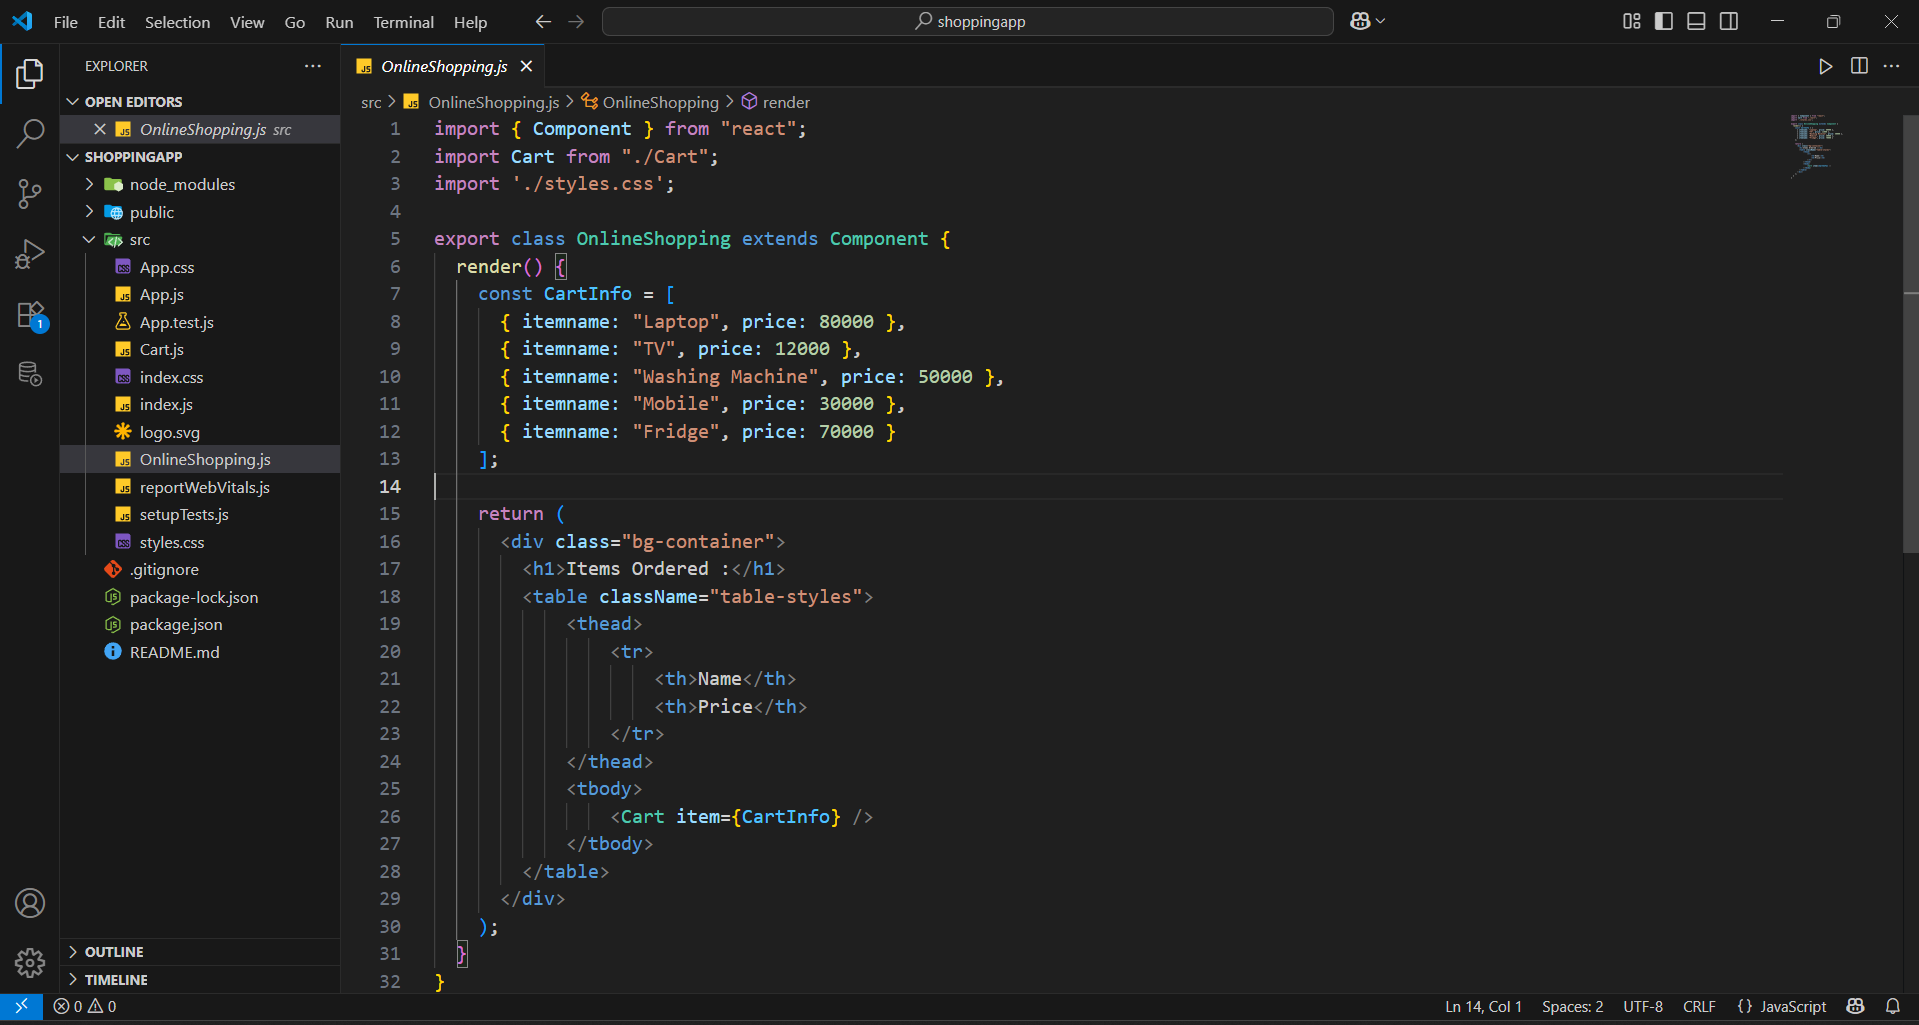 File Edit Selection View Go Run Terminal Help
shoppingapp
EXPLORER
OPEN EDITORS
OnlineShopping.js src
SHOPPINGAPP
node_modules
public
src
App.css
App.js
App.test.js
Cart.js
index.css
index.js
logo.svg
OnlineShopping.js
reportWebVitals.js
setupTests.js
styles.css
.gitignore
package-lock.json
package.json
README.md
OUTLINE
TIMELINE
1
OnlineShopping.js
src > OnlineShopping.js > OnlineShopping > render
1 import { Component } from "react";
2 import Cart from "./Cart";
3 import './styles.css';
4
5 export class OnlineShopping extends Component {
6   render() {
7     const CartInfo = [
8       { itemname: "Laptop", price: 80000 },
9       { itemname: "TV", price: 12000 },
10       { itemname: "Washing Machine", price: 50000 },
11       { itemname: "Mobile", price: 30000 },
12       { itemname: "Fridge", price: 70000 }
13     ];
14
15     return (
16       <div class="bg-container">
17         <h1>Items Ordered :</h1>
18         <table className="table-styles">
19             <thead>
20                 <tr>
21                     <th>Name</th>
22                     <th>Price</th>
23                 </tr>
24             </thead>
25             <tbody>
26                 <Cart item={CartInfo} />
27             </tbody>
28         </table>
29       </div>
30     );
31   }
32 }
0 0
Ln 14, Col 1 Spaces: 2 UTF-8 CRLF {} JavaScript